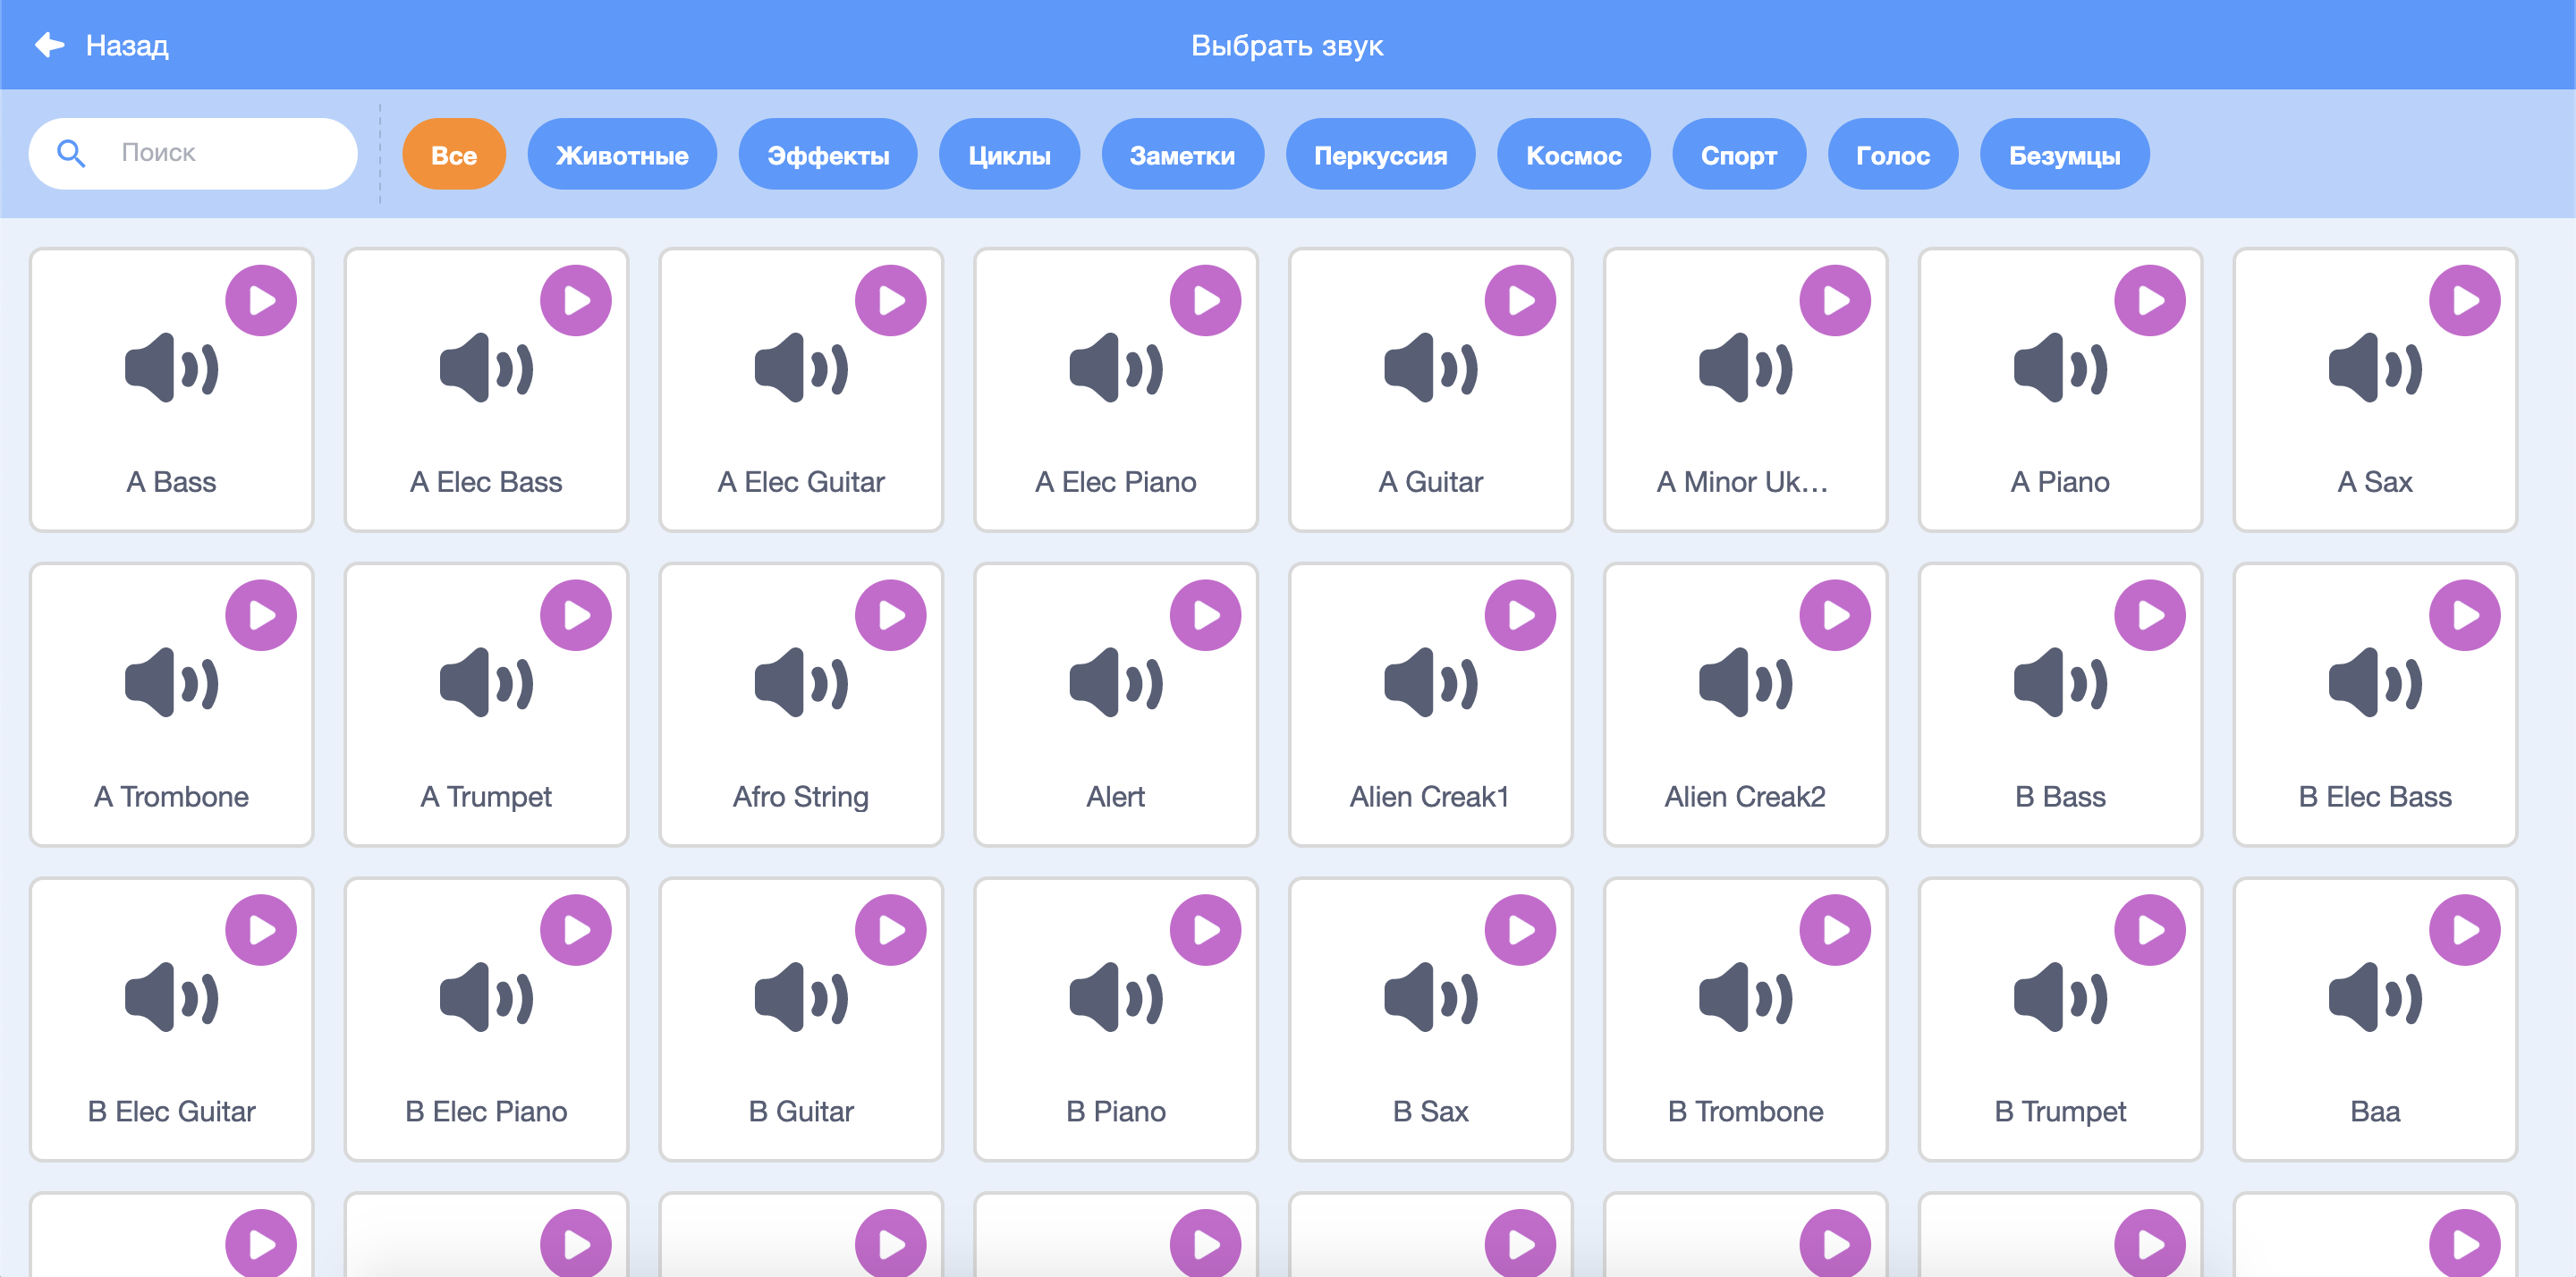 Назад
Выбрать звук
Поиск
Все
Животные
Эффекты
Циклы
Заметки
Перкуссия
Космос
Спорт
Голос
Безумцы
A Bass
A Elec Bass
A Elec Guitar
A Elec Piano
A Guitar
A Minor Uk...
A Piano
A Sax
A Trombone
A Trumpet
Afro String
Alert
Alien Creak1
Alien Creak2
B Bass
B Elec Bass
B Elec Guitar
B Elec Piano
B Guitar
B Piano
B Sax
B Trombone
B Trumpet
Baa